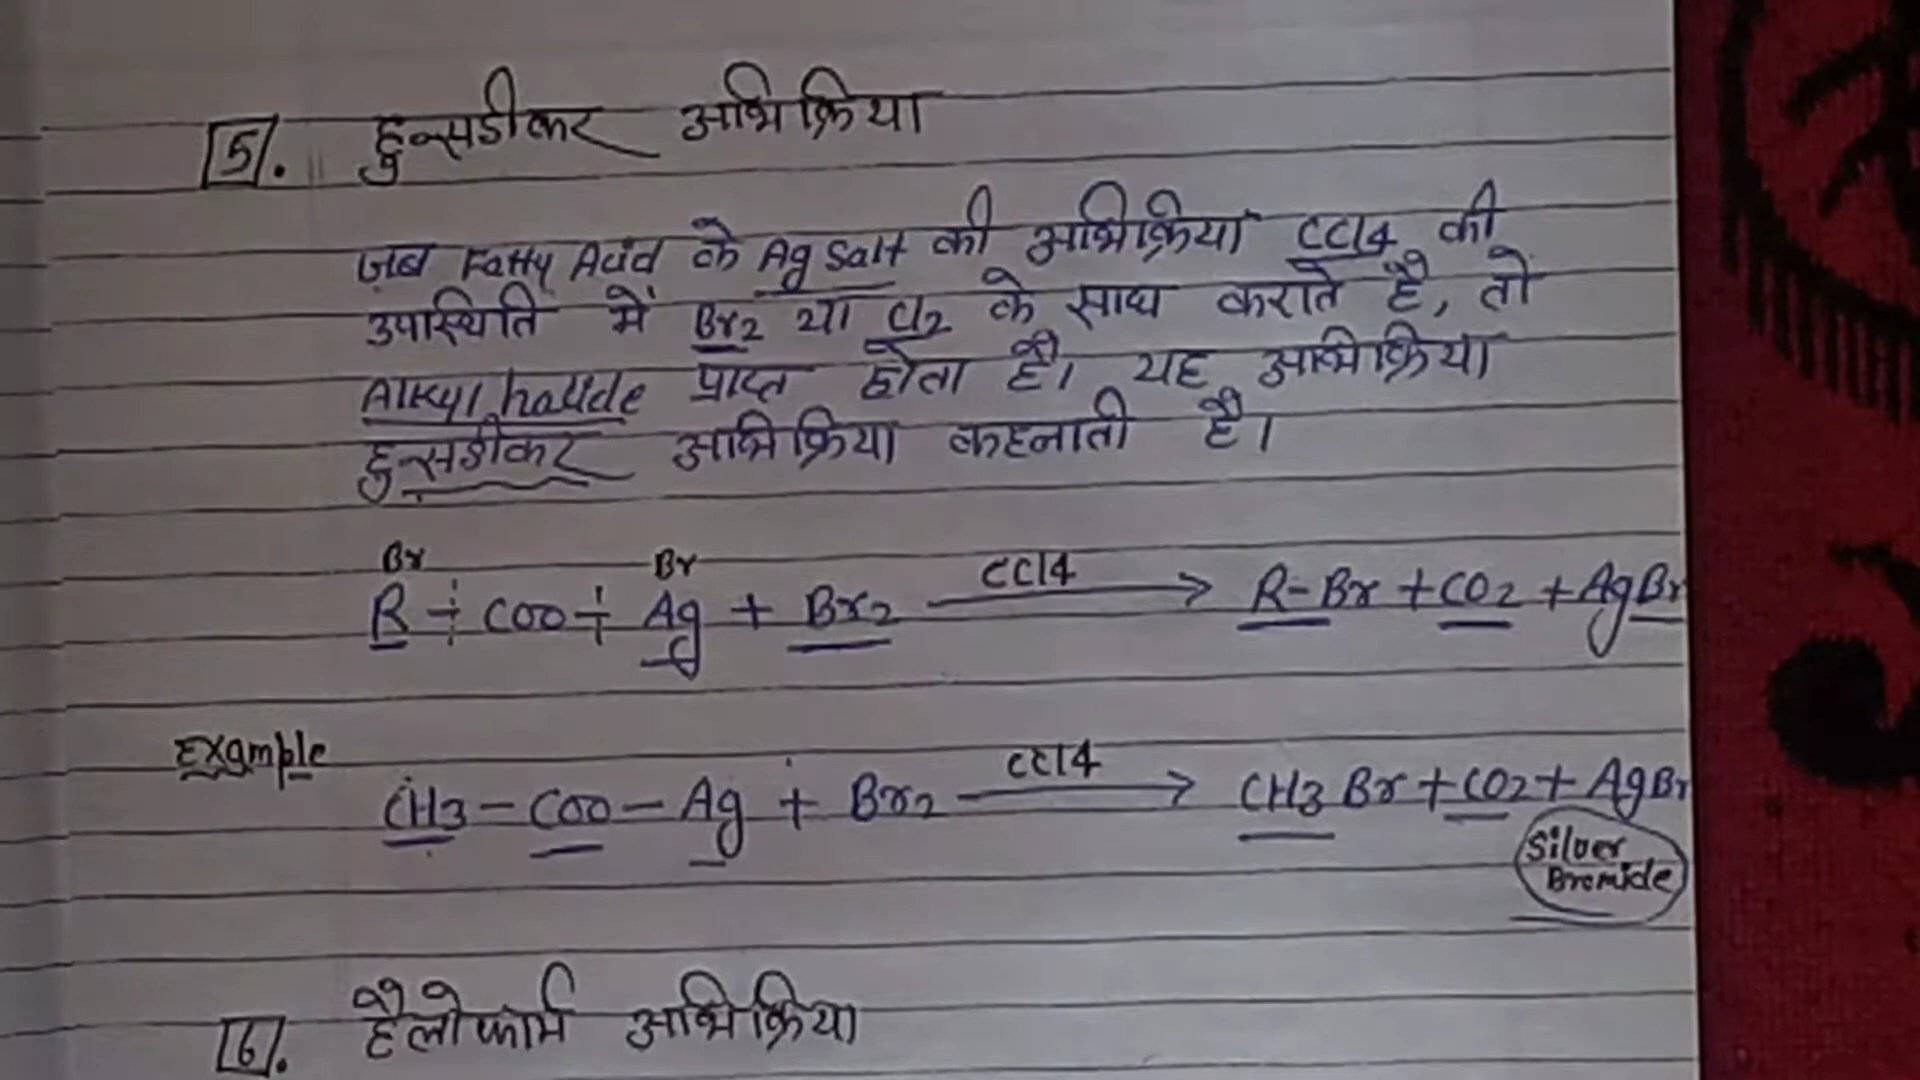 5. हुन्सडीकर अभिक्रिया
जब Fatty Acid के Ag Salt की अभिक्रिया CCl4 की
उपस्थिति में Br2 या Cl2 के साथ कराते है, तो
Alkyl halide प्राप्त होता है। यह अभिक्रिया
हुन्सडीकर अभिक्रिया कहलाती है।
Br Br
R - COO - Ag + Br2 CCl4 → R-Br + CO2 + AgBr
Example
CH3 - COO - Ag + Br2 CCl4 → CH3Br + CO2 + AgBr
Silver
Bromide
6. हैलोफॉर्म अभिक्रिया